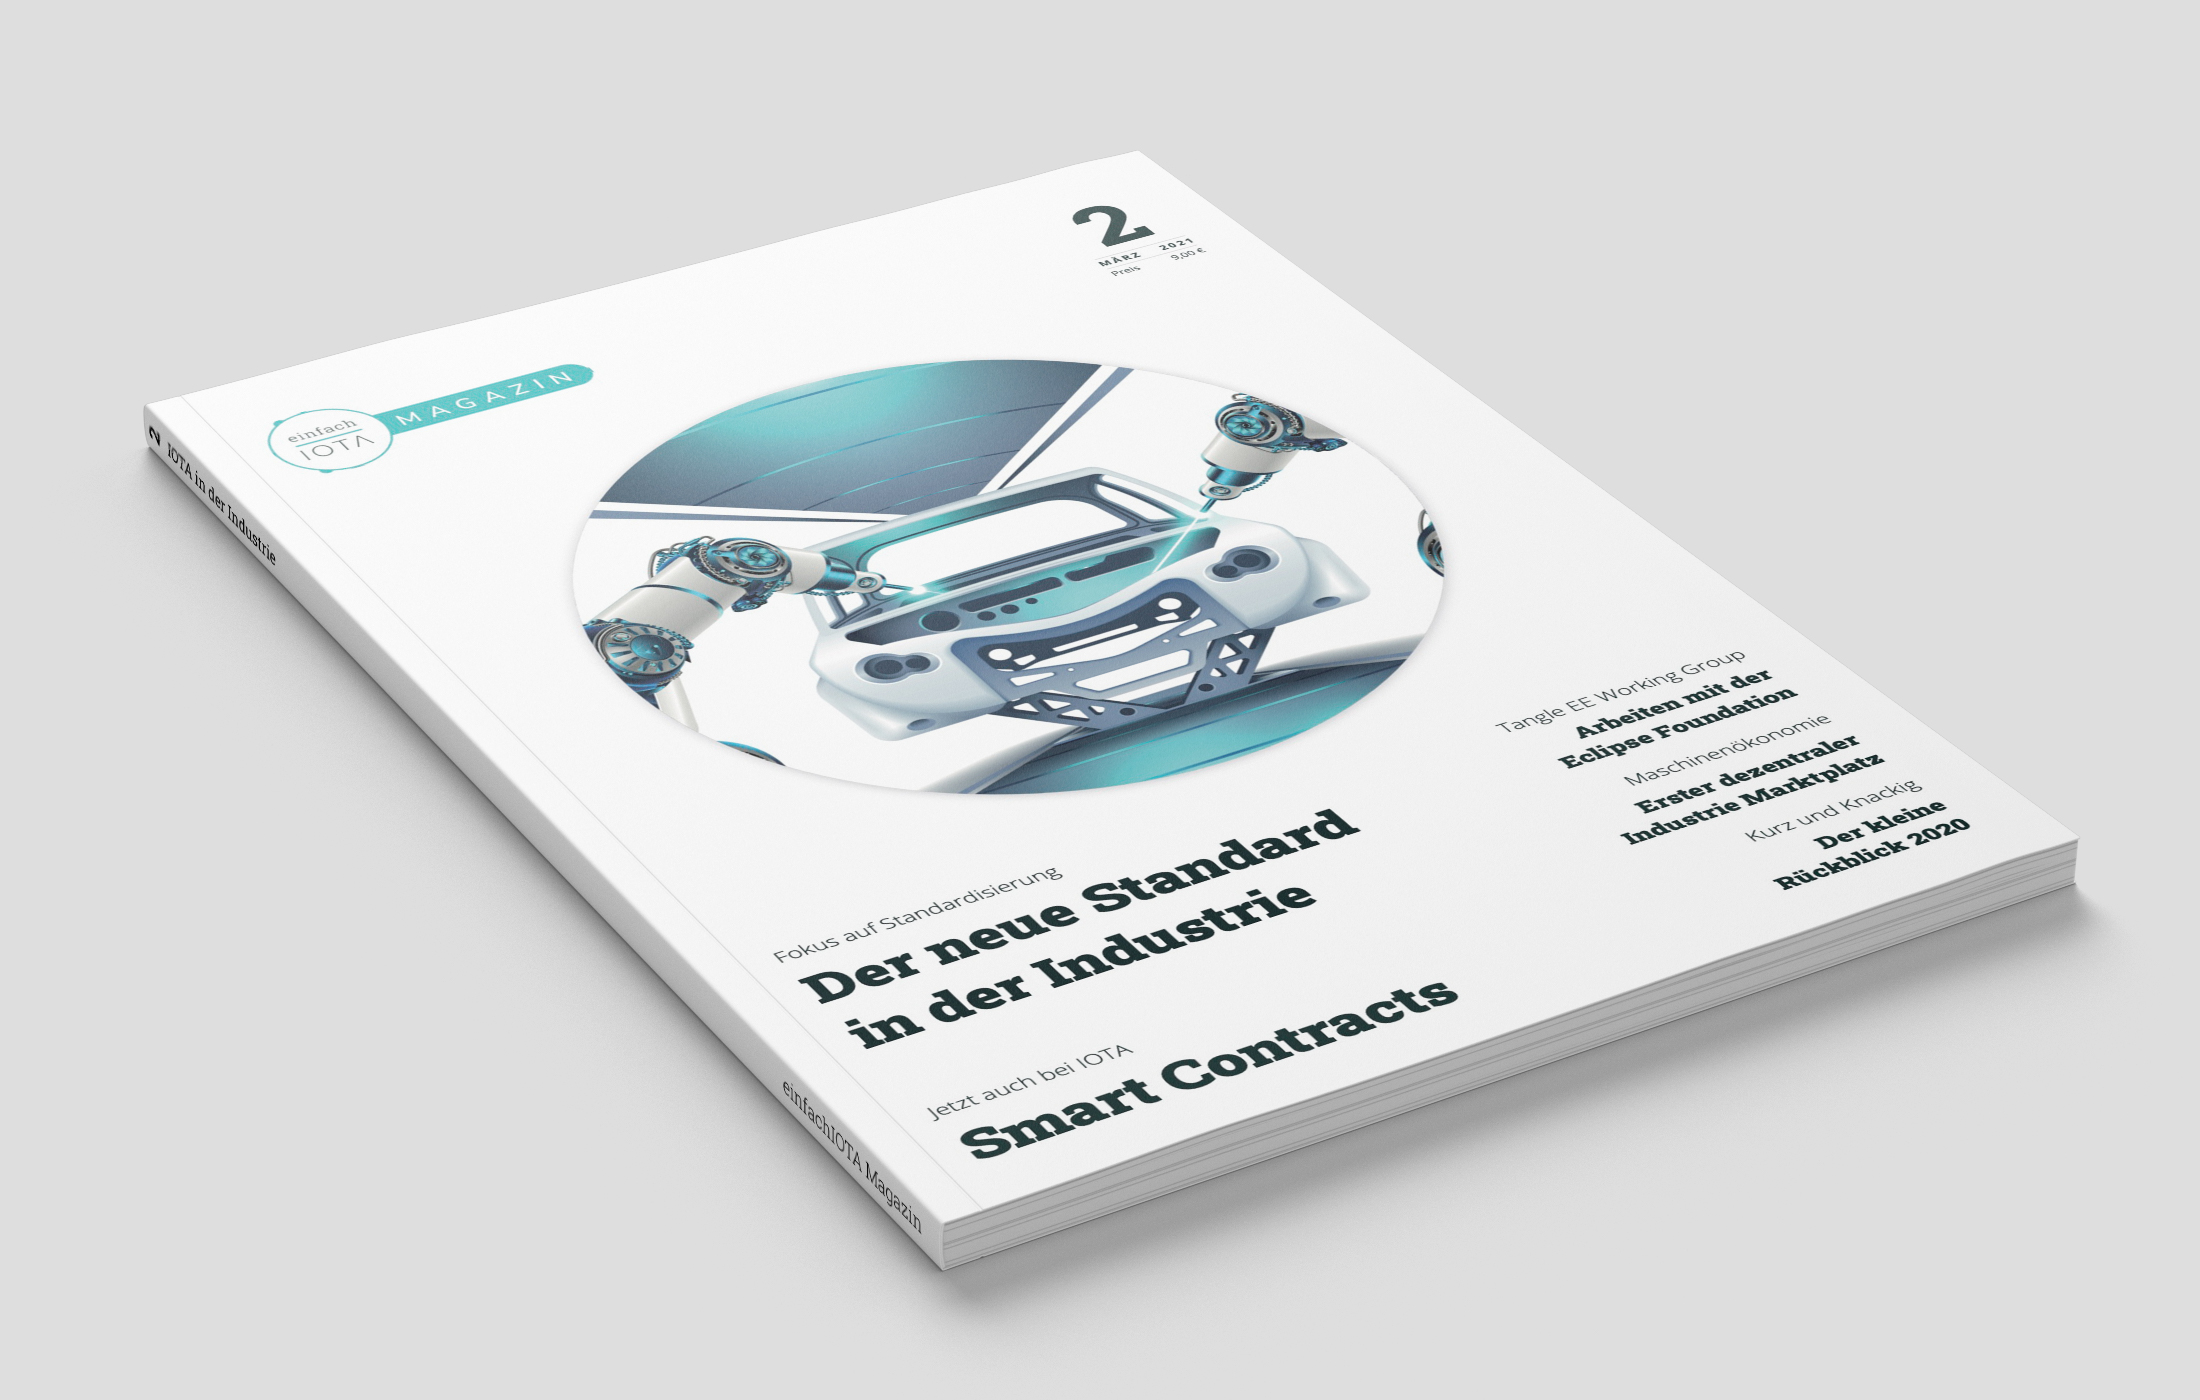 2
MÄRZ 2021
Preis 9,00 €
einfach
IOTA
MAGAZIN
2 IOTA in der Industrie
Tangle EE Working Group
Arbeiten mit der
Eclipse Foundation
Maschinenökonomie
Erster dezentraler
Industrie Marktplatz
Kurz und Knackig
Der kleine
Rückblick 2020
Fokus auf Standardisierung
Der neue Standard
in der Industrie
Jetzt auch bei IOTA
Smart Contracts
einfachIOTA Magazin